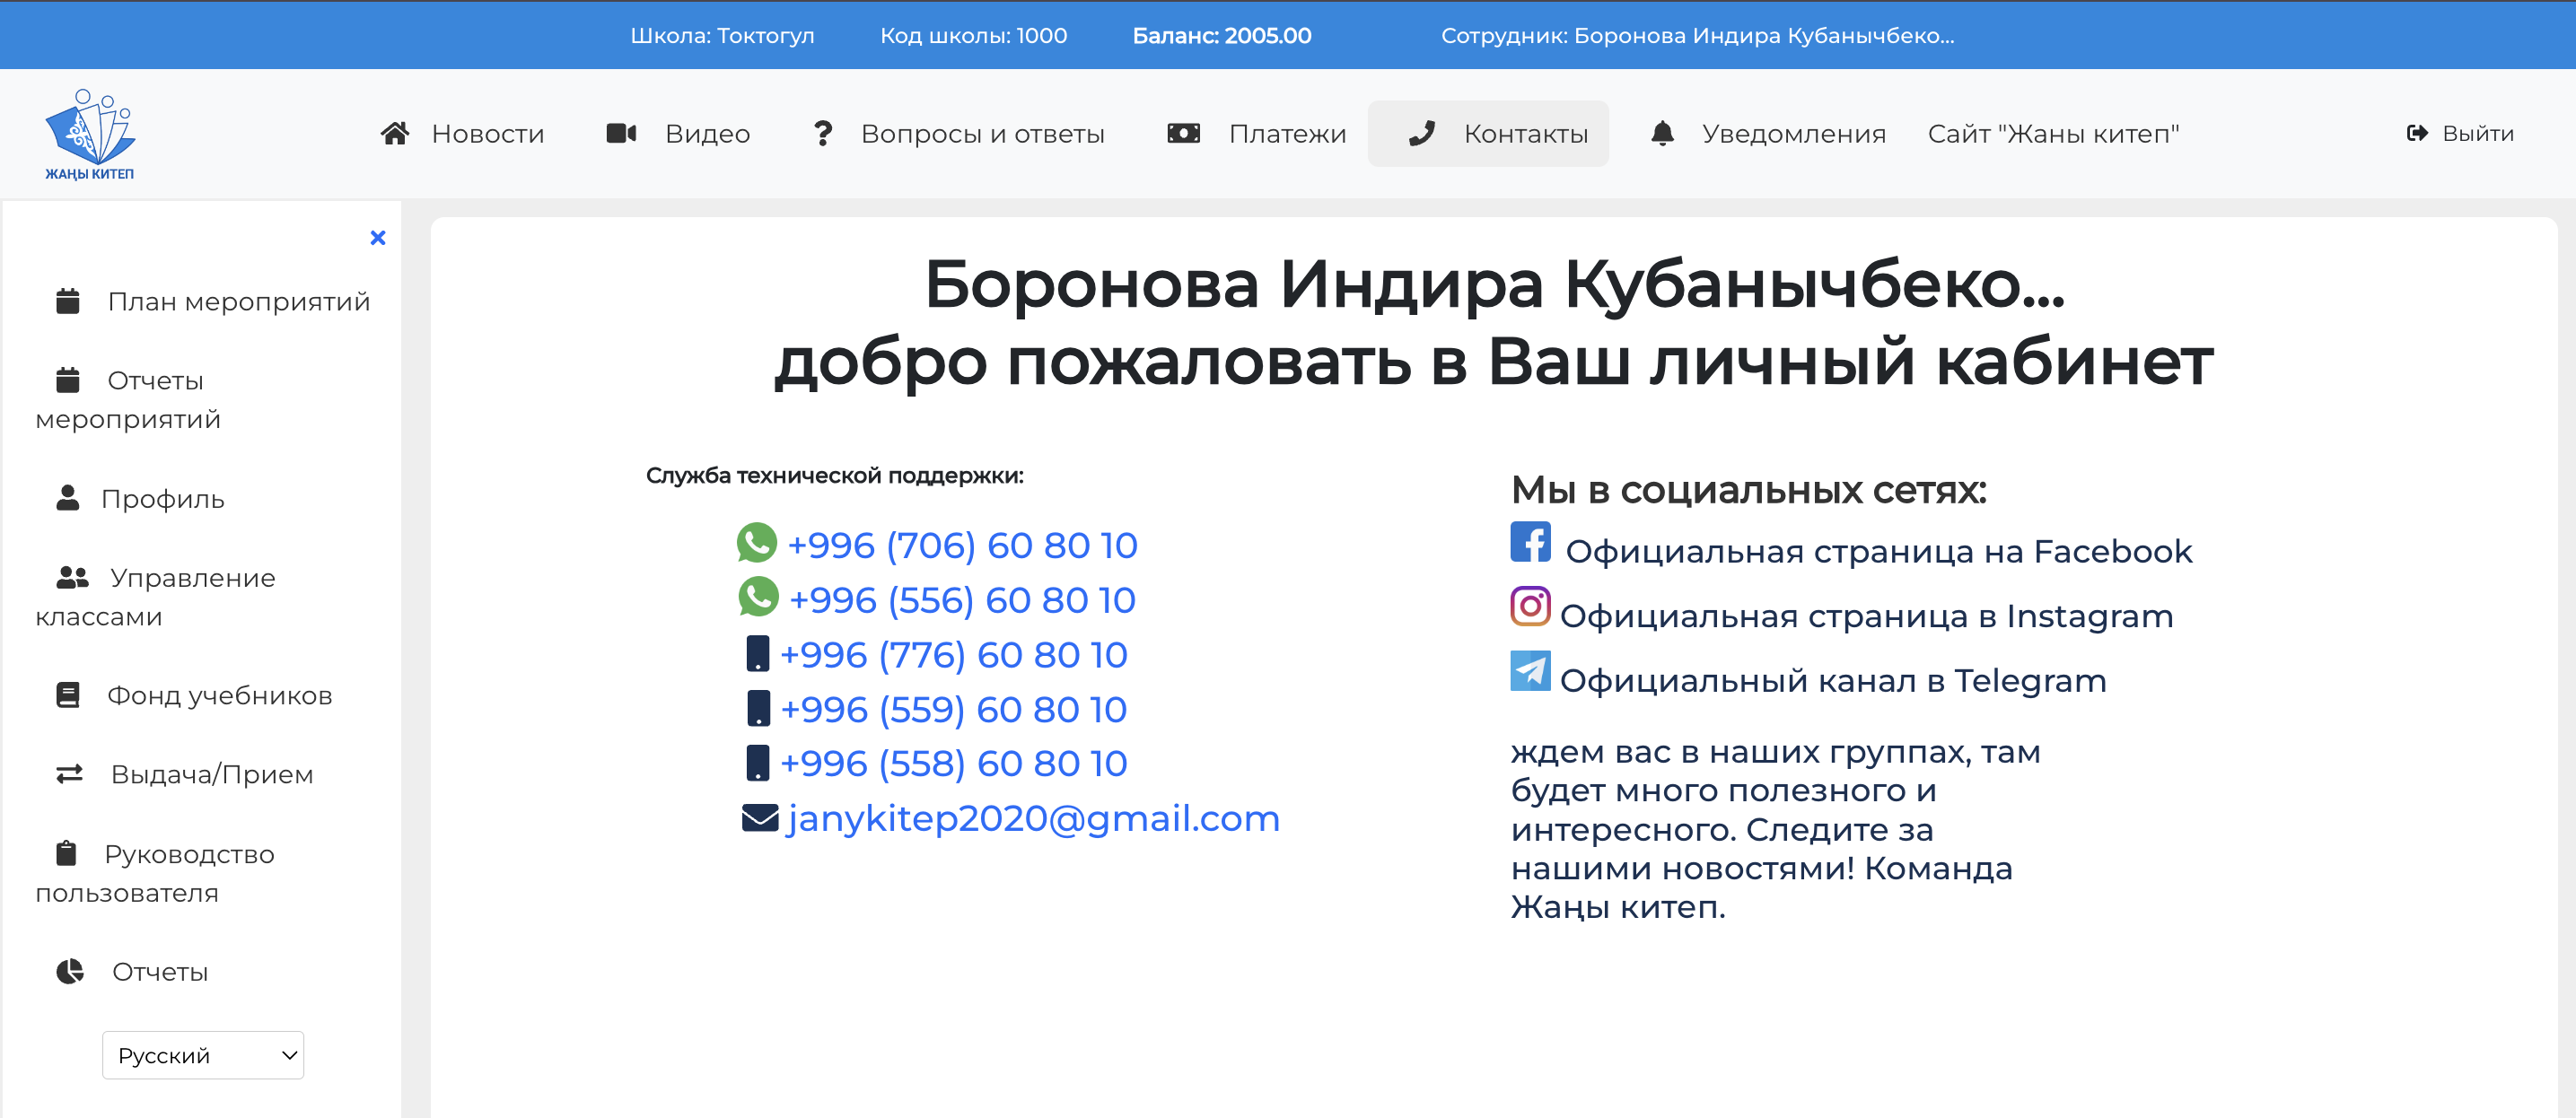 Школа: Токтогул
Код школы: 1000
Баланс: 2005.00
Сотрудник: Боронова Индира Кубанычбеко...
ЖАҢЫ КИТЕП
Новости
Видео
Вопросы и ответы
Платежи
Контакты
Уведомления
Сайт "Жаны китеп"
Выйти
План мероприятий
Отчеты
мероприятий
Профиль
Управление
классами
Фонд учебников
Выдача/Прием
Руководство
пользователя
Отчеты
Русский
Боронова Индира Кубанычбеко...
добро пожаловать в Ваш личный кабинет
Служба технической поддержки:
+996 (706) 60 80 10
+996 (556) 60 80 10
+996 (776) 60 80 10
+996 (559) 60 80 10
+996 (558) 60 80 10
janykitep2020@gmail.com
Мы в социальных сетях:
Официальная страница на Facebook
Официальная страница в Instagram
Официальный канал в Telegram
ждем вас в наших группах, там
будет много полезного и
интересного. Следите за
нашими новостями! Команда
Жаңы китеп.